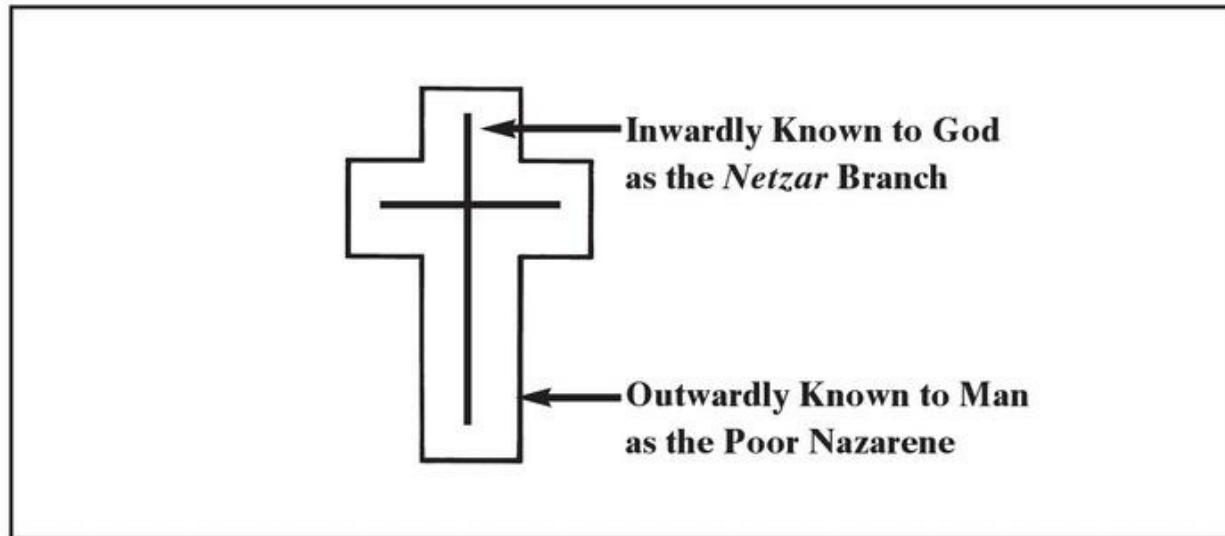 Inwardly Known to God
as the Netzar Branch
Outwardly Known to Man
as the Poor Nazarene